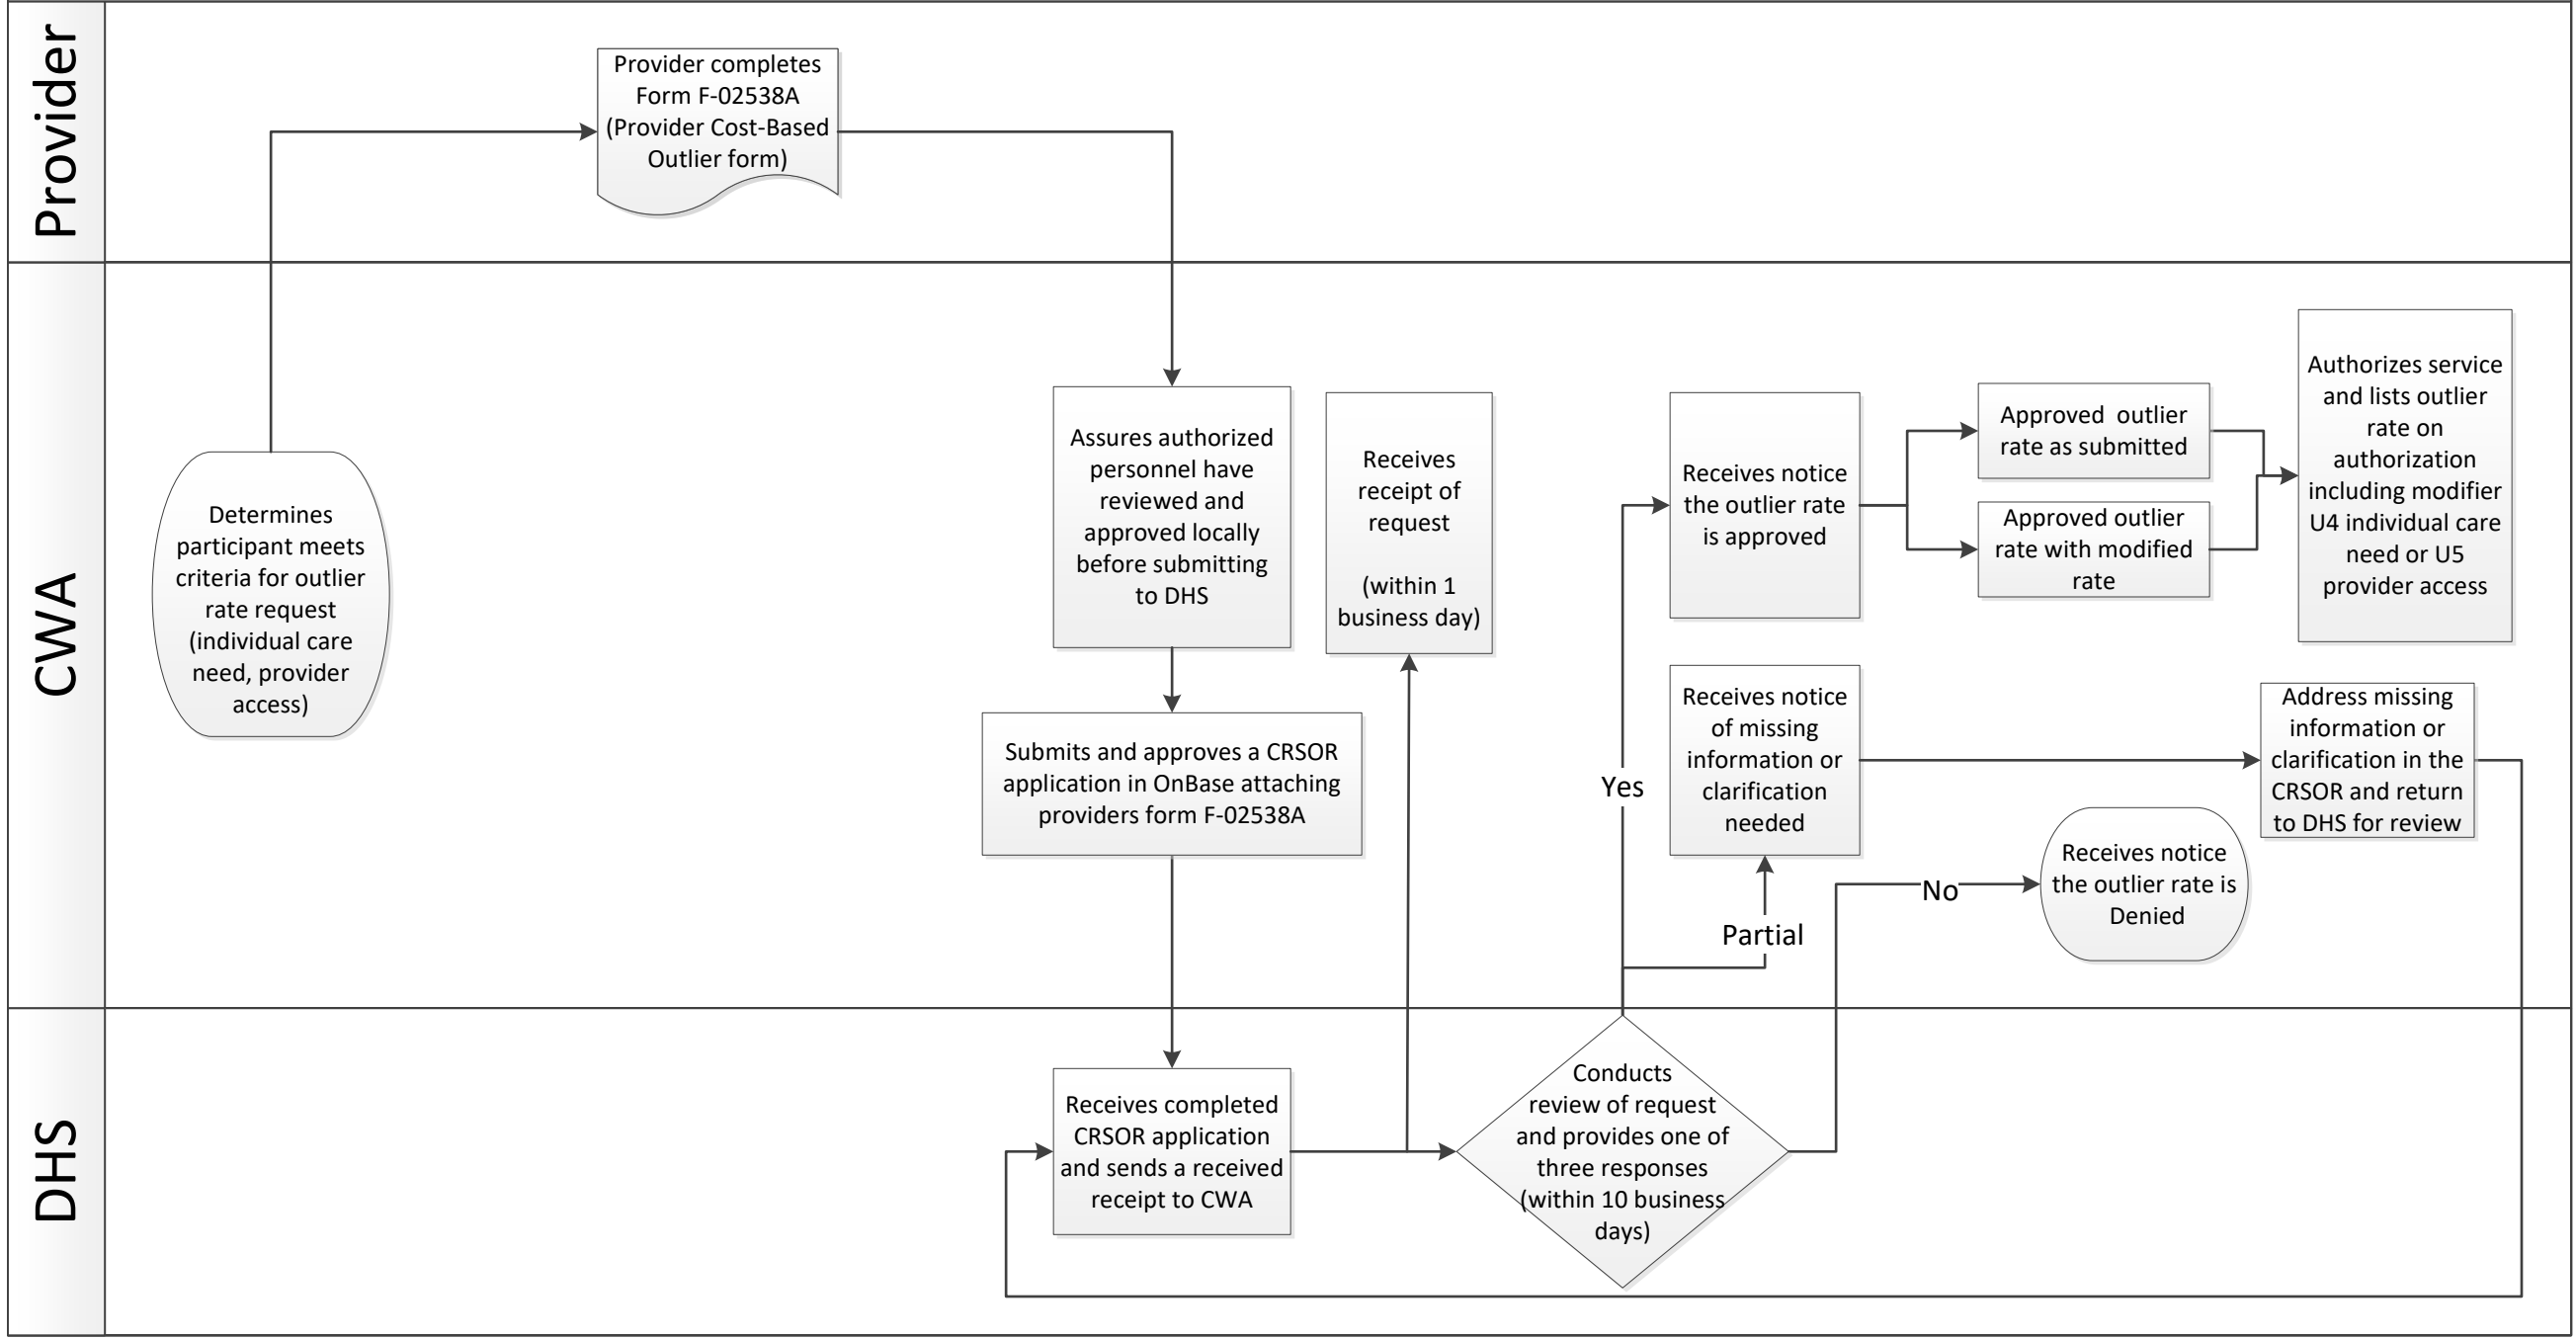 Provider
Provider completes
Form F-02538A
(Provider Cost-Based
Outlier form)
CWA
Determines
participant meets
criteria for outlier
rate request
(individual care
need, provider
access)
Assures authorized
personnel have
reviewed and
approved locally
before submitting
to DHS
Submits and approves a CRSOR
application in OnBase attaching
providers form F-02538A
Receives
receipt of
request
(within 1
business day)
Yes
Receives notice
the outlier rate
is approved
Approved outlier
rate as submitted
Approved outlier
rate with modified
rate
Authorizes service
and lists outlier
rate on
authorization
including modifier
U4 individual care
need or U5
provider access
Partial
Receives notice
of missing
information or
clarification
needed
Address missing
information or
clarification in the
CRSOR and return
to DHS for review
No
Receives notice
the outlier rate is
Denied
DHS
Receives completed
CRSOR application
and sends a received
receipt to CWA
Conducts
review of request
and provides one of
three responses
(within 10 business
days)